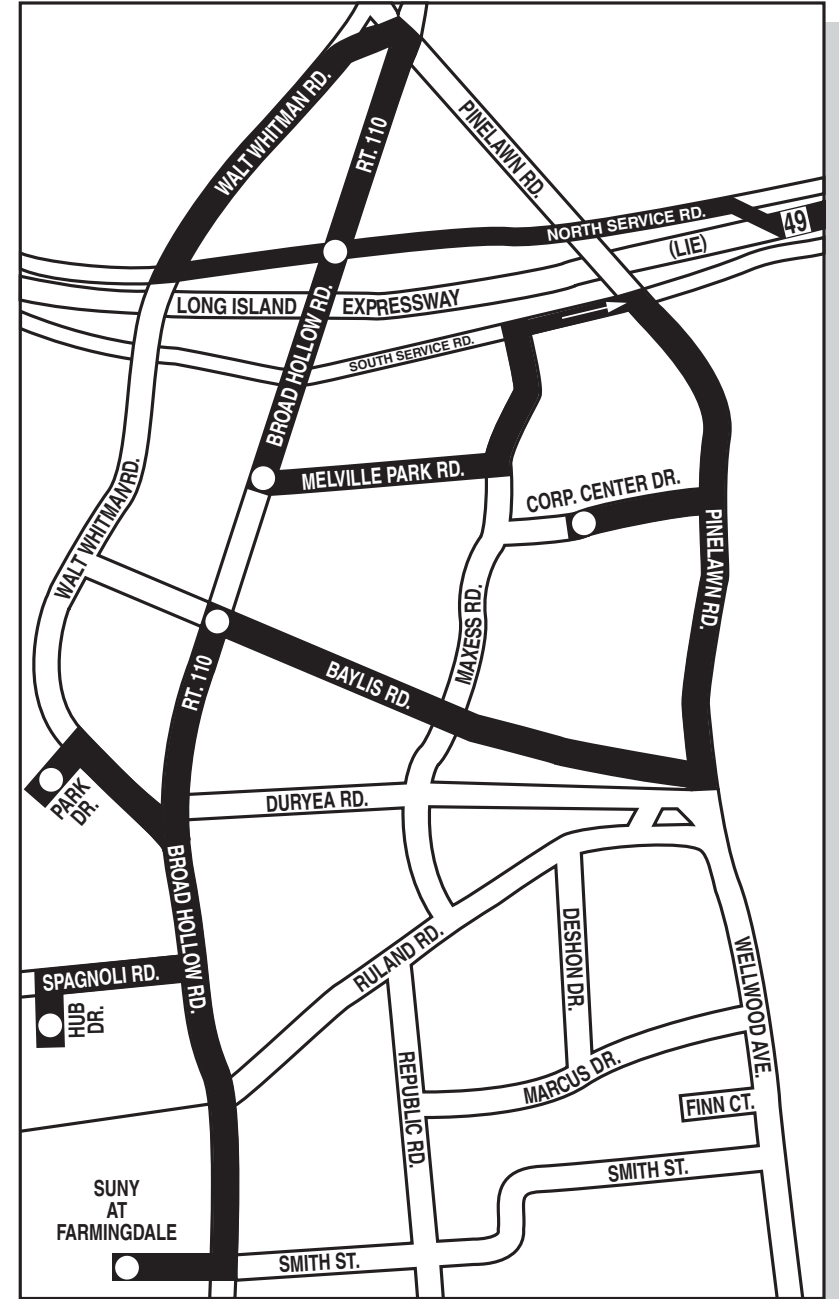 WALT WHITMAN RD.
RT. 110
PINELAWN RD.
NORTH SERVICE RD.
49
(LIE)
LONG ISLAND EXPRESSWAY
BROAD HOLLOW RD.
SOUTH SERVICE RD.
MELVILLE PARK RD.
CORP. CENTER DR.
WALT WHITMAN RD.
PINELAWN RD.
MAXESS RD.
RT. 110
BAYLIS RD.
PARK
DR.
DURYEA RD.
BROAD HOLLOW RD.
RULAND RD.
DESHON DR.
WELLWOOD AVE.
SPAGNOLI RD.
HUB
DR.
REPUBLIC RD.
MARCUS DR.
FINN CT.
SMITH ST.
SUNY
AT
FARMINGDALE
SMITH ST.